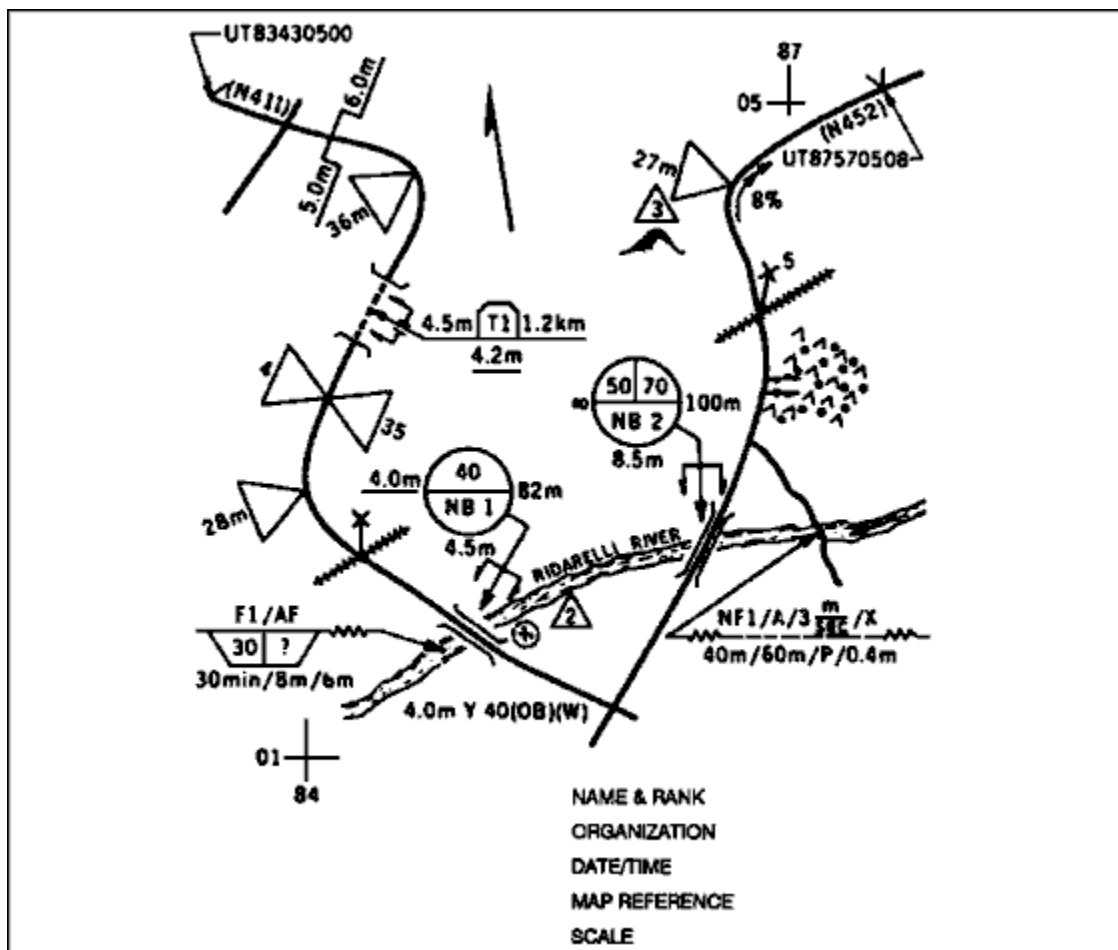 UT83430500
(N411)
6.0m
5.0m
36m
87
05
(N452)
UT87570508
27m
3
8%
5
4.5m T1 1.2km
4.2m
4
35
50 70
NB 2
100m
8.5m
28m
4.0m
40
NB 1
82m
4.5m
RIDARELLI RIVER
2
X
F1/AF
30 ?
30min/8m/6m
NF1/A/3 m/SEC /X
40m/60m/P/0.4m
4.0m Y 40(OB)(W)
01
84
NAME & RANK
ORGANIZATION
DATE/TIME
MAP REFERENCE
SCALE